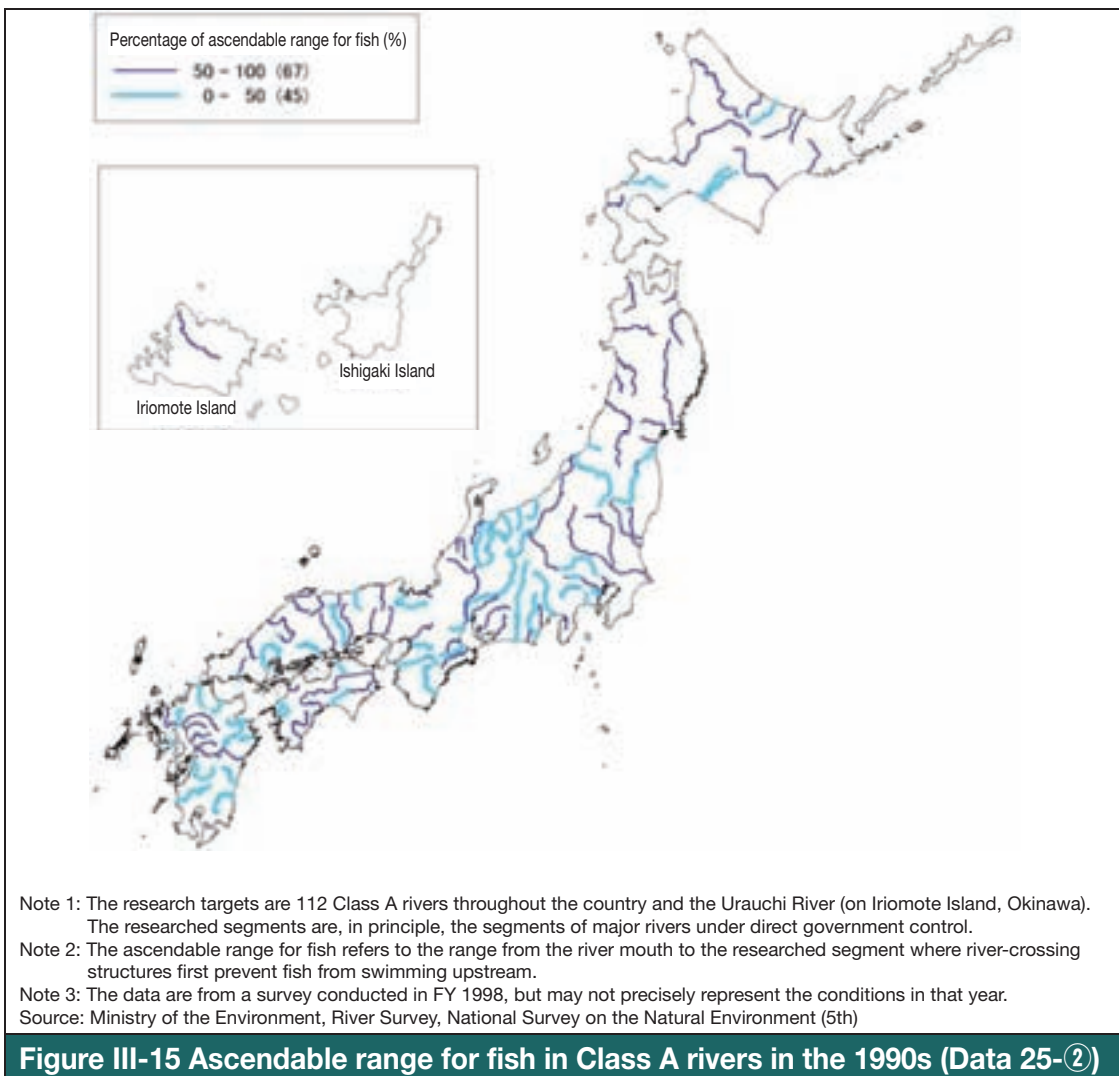 Percentage of ascendable range for fish (%)
50 - 100 (67)
0 - 50 (45)
Ishigaki Island
Iriomote Island
Note 1: The research targets are 112 Class A rivers throughout the country and the Urauchi River (on Iriomote Island, Okinawa).
The researched segments are, in principle, the segments of major rivers under direct government control.
Note 2: The ascendable range for fish refers to the range from the river mouth to the researched segment where river-crossing
structures first prevent fish from swimming upstream.
Note 3: The data are from a survey conducted in FY 1998, but may not precisely represent the conditions in that year.
Source: Ministry of the Environment, River Survey, National Survey on the Natural Environment (5th)
Figure III-15 Ascendable range for fish in Class A rivers in the 1990s (Data 25-②)